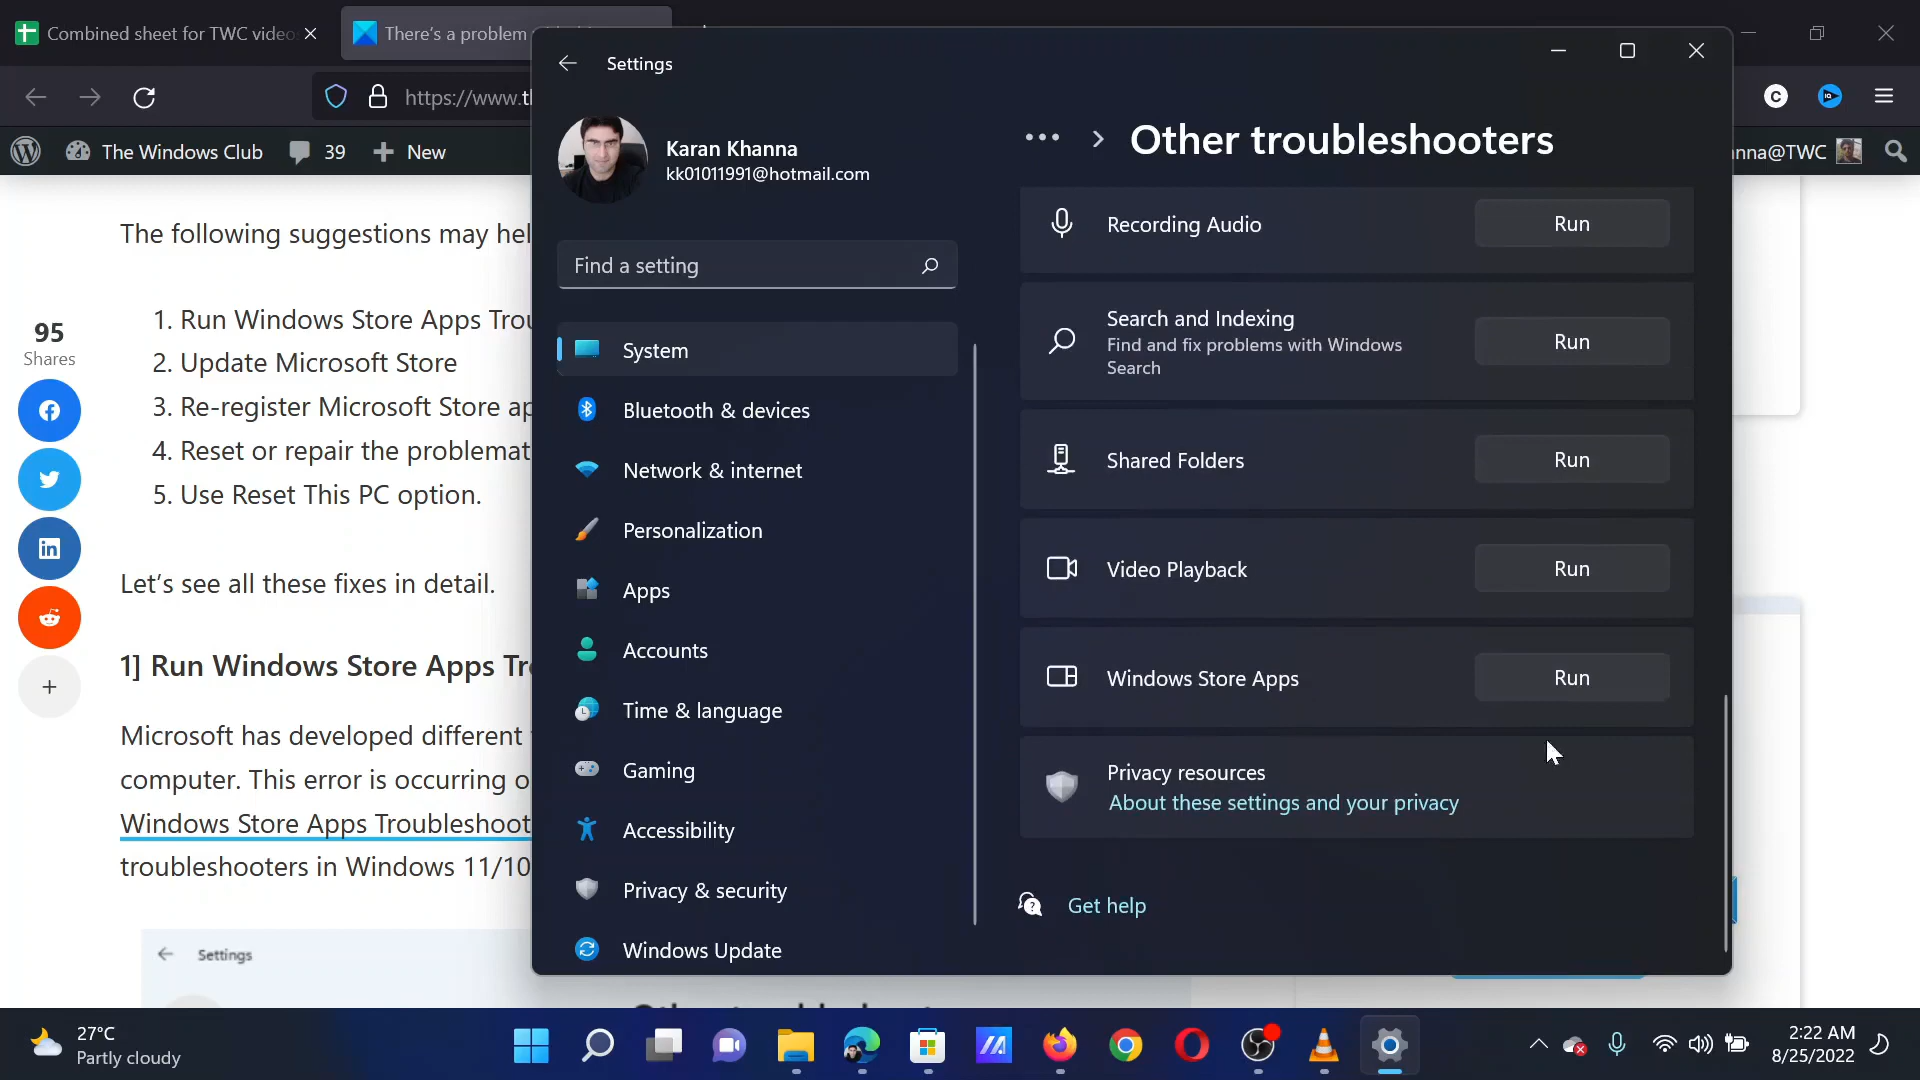 Combined sheet for TWC video
There's a problem
https://www.t
The Windows Club
39
New
nna@TWC
The following suggestions may hel
1. Run Windows Store Apps Trou
2. Update Microsoft Store
3. Re-register Microsoft Store ap
4. Reset or repair the problemat
5. Use Reset This PC option.
95
Shares
Let's see all these fixes in detail.
1] Run Windows Store Apps Tr
Microsoft has developed different
computer. This error is occurring o
Windows Store Apps Troubleshoot
troubleshooters in Windows 11/10
Settings
Settings
Karan Khanna
kk01011991@hotmail.com
Find a setting
System
Bluetooth & devices
Network & internet
Personalization
Apps
Accounts
Time & language
Gaming
Accessibility
Privacy & security
Windows Update
Other troubleshooters
Recording Audio
Run
Search and Indexing
Find and fix problems with Windows
Search
Run
Shared Folders
Run
Video Playback
Run
Windows Store Apps
Run
Privacy resources
About these settings and your privacy
Get help
27°C
Partly cloudy
2:22 AM
8/25/2022